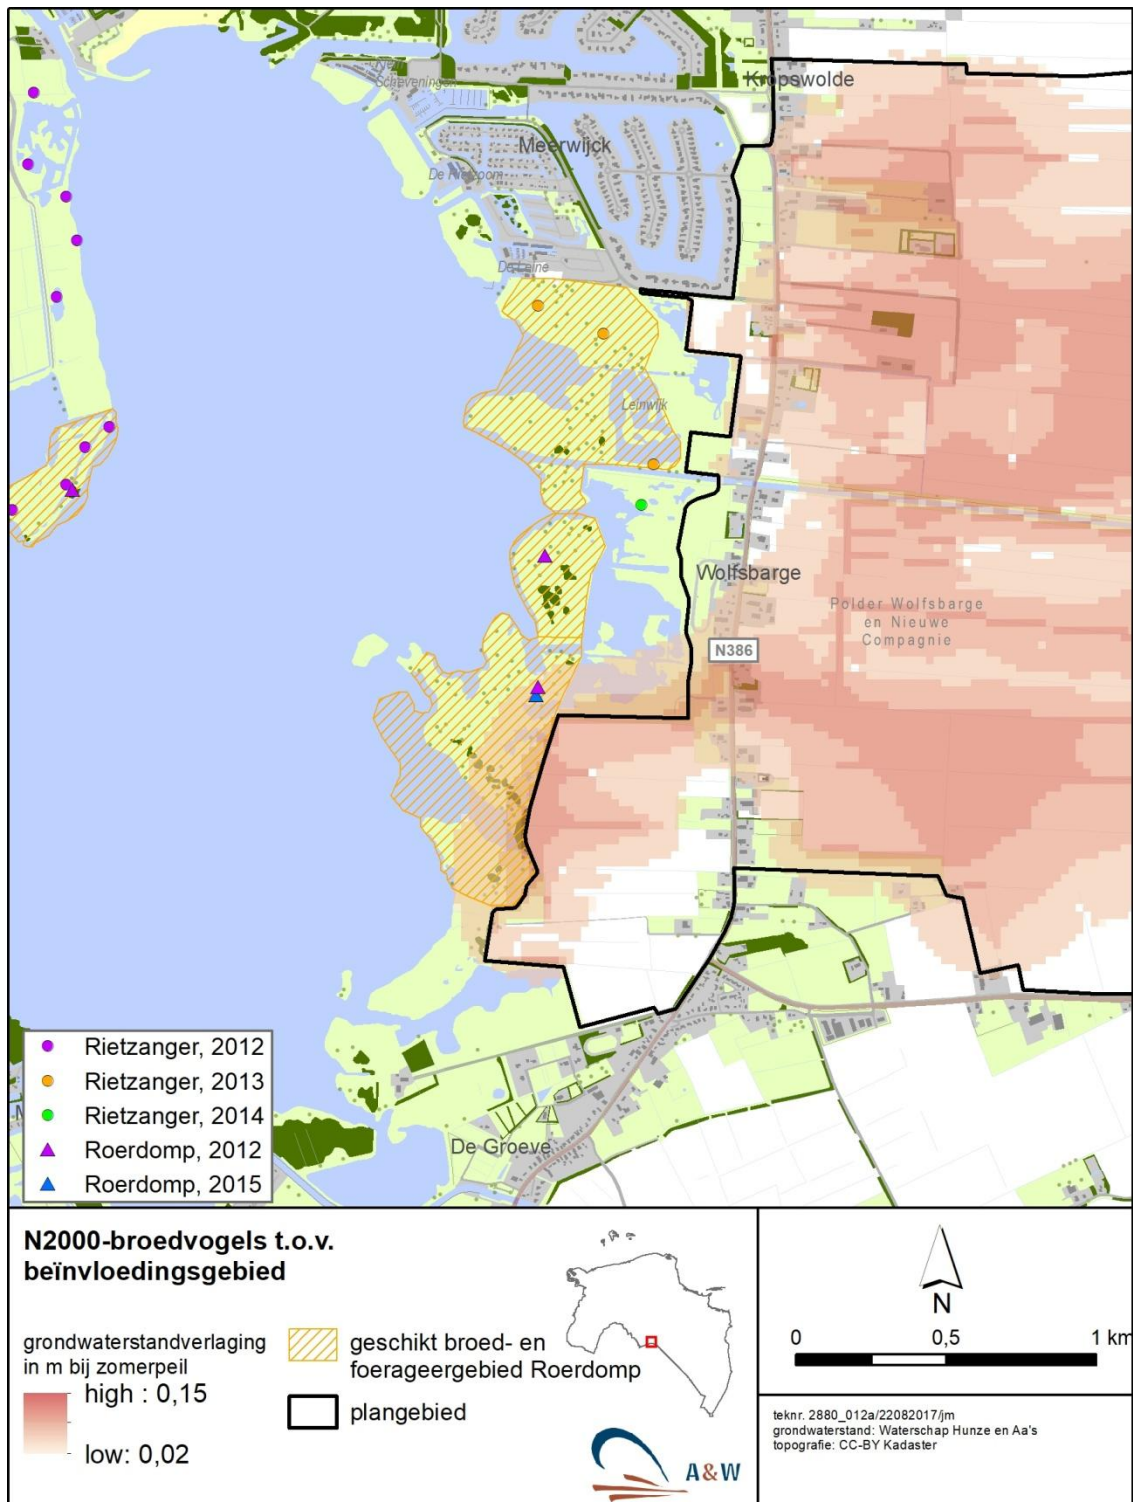 Kropswolde
Scheveningen
Meerwijck
De Rietzoom
De Leine
Leinwijk
Wolfsbarge
Polder Wolfsbarge
en Nieuwe
Compagnie
N386
De Groeve
Rietzanger, 2012
Rietzanger, 2013
Rietzanger, 2014
Roerdomp, 2012
Roerdomp, 2015
N2000-broedvogels t.o.v.
beïnvloedingsgebied
grondwaterstandverlaging
in m bij zomerpeil
high : 0,15
low: 0,02
geschikt broed- en
foerageergebied Roerdomp
plangebied
A&W
N
0 0,5 1 km
teknr. 2880_012a/22082017/jm
grondwaterstand: Waterschap Hunze en Aa's
topografie: CC-BY Kadaster